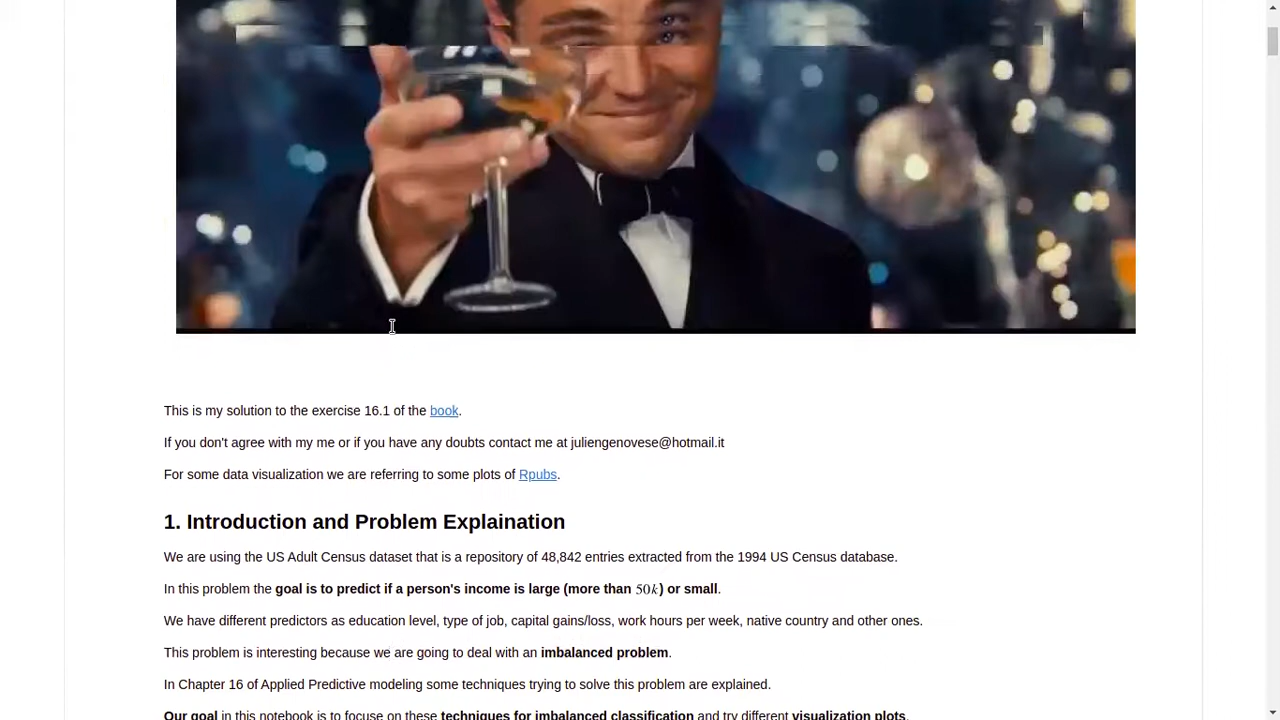 This is my solution to the exercise 16.1 of the book.
If you don't agree with my me or if you have any doubts contact me at juliengenovese@hotmail.it
For some data visualization we are referring to some plots of Rpubs.
1. Introduction and Problem Explaination
We are using the US Adult Census dataset that is a repository of 48,842 entries extracted from the 1994 US Census database.
In this problem the goal is to predict if a person's income is large (more than 50k) or small.
We have different predictors as education level, type of job, capital gains/loss, work hours per week, native country and other ones.
This problem is interesting because we are going to deal with an imbalanced problem.
In Chapter 16 of Applied Predictive modeling some techniques trying to solve this problem are explained.
Our goal in this notebook is to focus on these techniques for imbalanced classification and try different visualization plots.